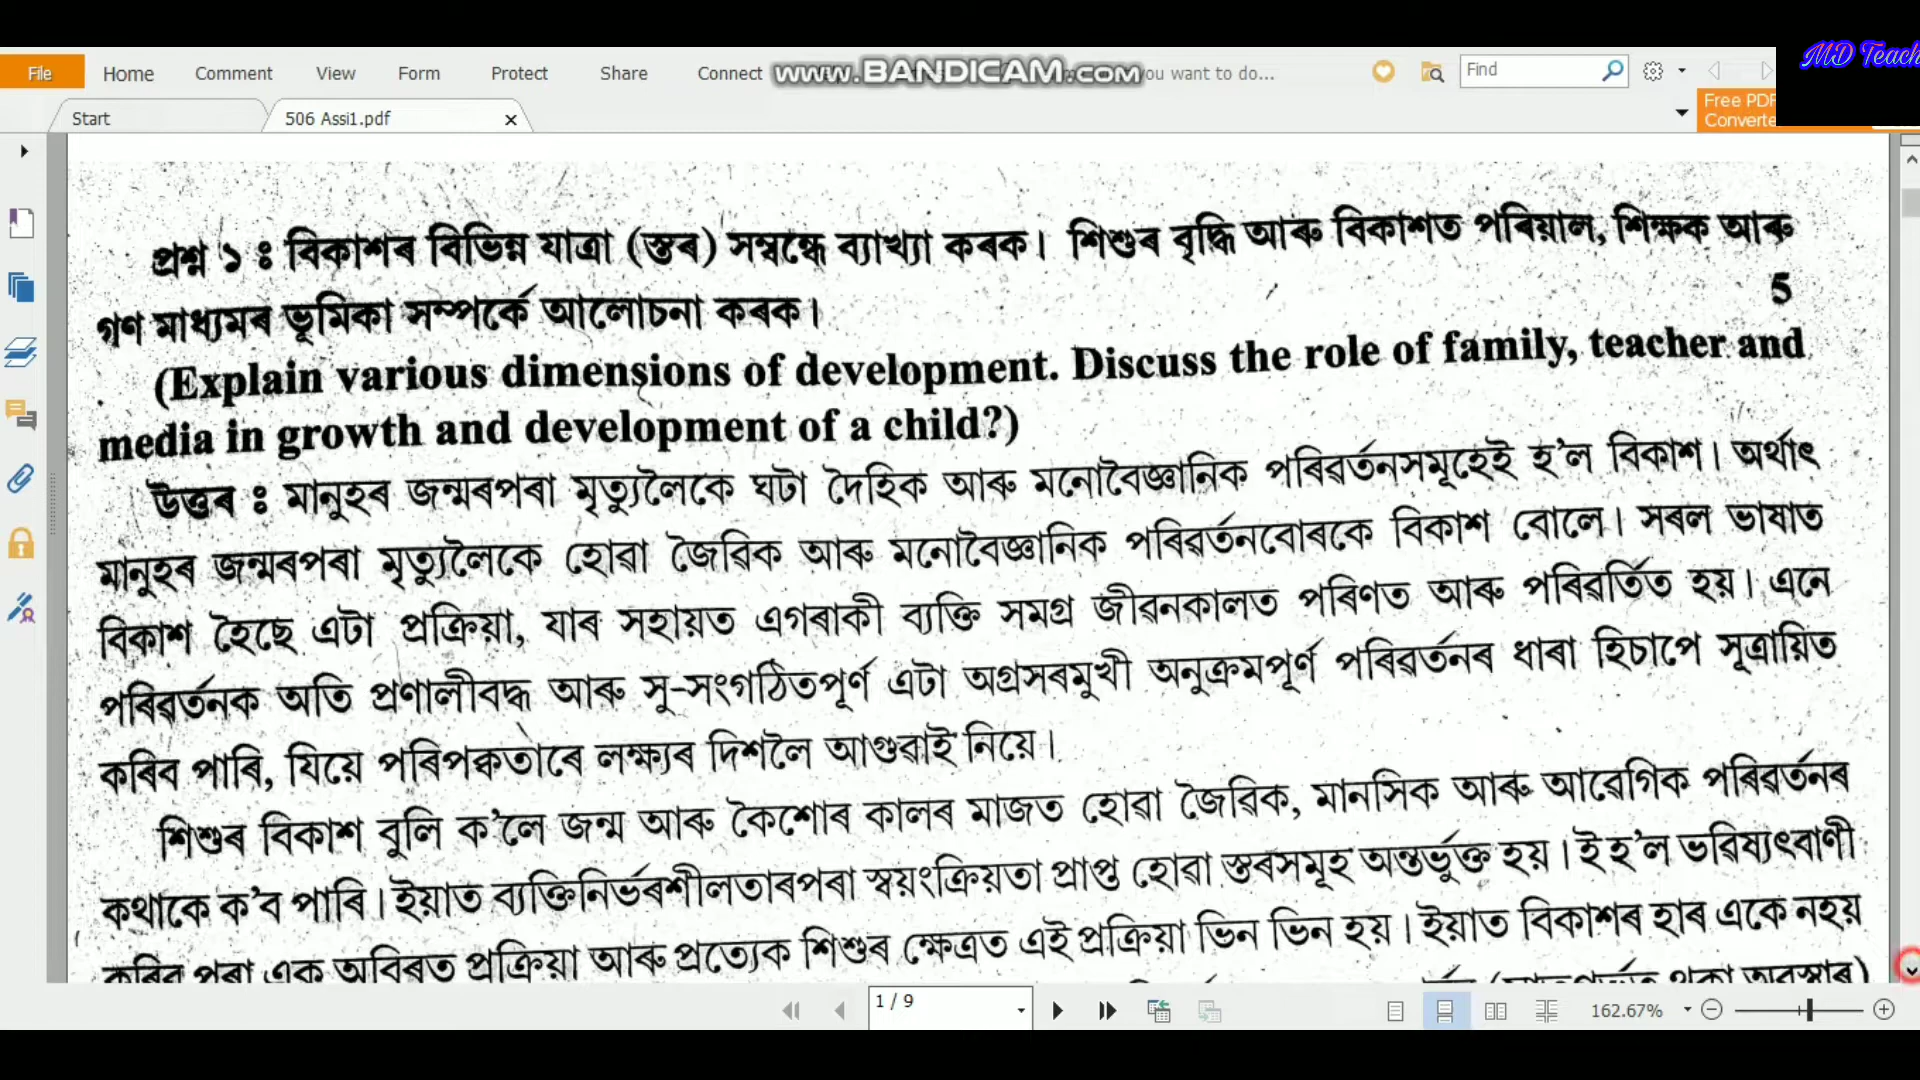 MD Teach
File Home Comment View Form Protect Share Connect www.BANDICAM.com you want to do... Find
Start 506 Assi1.pdf Free PDF
Converte
প্ৰশ্ন ১ ঃ বিকাশৰ বিভিন্ন যাত্ৰা (স্তৰ) সম্বন্ধে ব্যাখ্যা কৰক। শিশুৰ বৃদ্ধি আৰু বিকাশত পৰিয়াল, শিক্ষক আৰু
গণ মাধ্যমৰ ভূমিকা সম্পৰ্কে আলোচনা কৰক। 5
(Explain various dimensions of development. Discuss the role of family, teacher and
media in growth and development of a child?)
উত্তৰ ঃ মানুহৰ জন্মৰপৰা মৃত্যুলৈকে ঘটা দৈহিক আৰু মনোবৈজ্ঞানিক পৰিৱৰ্তনসমূহেই হ'ল বিকাশ। অৰ্থাৎ
মানুহৰ জন্মৰপৰা মৃত্যুলৈকে হোৱা জৈৱিক আৰু মনোবৈজ্ঞানিক পৰিৱৰ্তনবোৰকে বিকাশ বোলে। সৰল ভাষাত
বিকাশ হৈছে এটা প্ৰক্ৰিয়া, যাৰ সহায়ত এগৰাকী ব্যক্তি সমগ্ৰ জীৱনকালত পৰিণত আৰু পৰিৱৰ্তিত হয়। এনে
পৰিৱৰ্তনক অতি প্ৰণালীবদ্ধ আৰু সু-সংগঠিতপূৰ্ণ এটা অগ্ৰসৰমুখী অনুক্ৰমপূৰ্ণ পৰিৱৰ্তনৰ ধাৰা হিচাপে সূত্ৰায়িত
কৰিব পাৰি, যিয়ে পৰিপক্কতাৰে লক্ষ্যৰ দিশলৈ আগুৱাই নিয়ে।
শিশুৰ বিকাশ বুলি ক'লে জন্ম আৰু কৈশোৰ কালৰ মাজত হোৱা জৈৱিক, মানসিক আৰু আৱেগিক পৰিৱৰ্তনৰ
কথাকে ক'ব পাৰি। ইয়াত ব্যক্তিনিৰ্ভৰশীলতাৰপৰা স্বয়ংক্ৰিয়তা প্ৰাপ্ত হোৱা স্তৰসমূহ অন্তৰ্ভুক্ত হয়। ই হ'ল ভৱিষ্যৎবাণী
কৰিব পৰা এক অবিৰত প্ৰক্ৰিয়া আৰু প্ৰত্যেক শিশুৰ ক্ষেত্ৰত এই প্ৰক্ৰিয়া ভিন ভিন হয়। ইয়াত বিকাশৰ হাৰ একে নহয়
1 / 9 162.67%